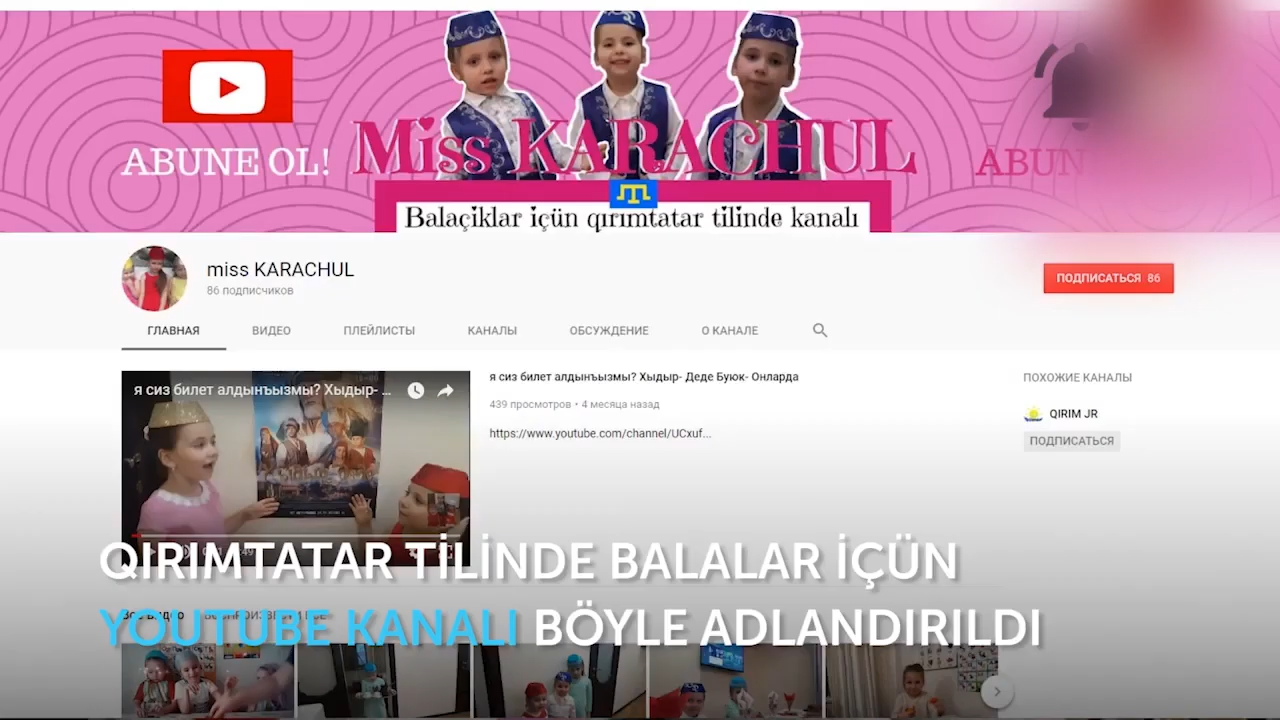 ABUNE OL!
Miss KARACHUL
ABUN
Balaçiklar içün qırımtatar tilinde kanalı
miss KARACHUL
86 подписчиков
ПОДПИСАТЬСЯ 86
ГЛАВНАЯ ВИДЕО ПЛЕЙЛИСТЫ КАНАЛЫ ОБСУЖДЕНИЕ О КАНАЛЕ
я сиз билет алдынъызмы? Хыдыр- ...
я сиз билет алдынъызмы? Хыдыр- Деде Буюк- Онларда
439 просмотров • 4 месяца назад
https://www.youtube.com/channel/UCxuf...
ПОХОЖИЕ КАНАЛЫ
QIRIM JR
ПОДПИСАТЬСЯ
QIRIMTATAR TİLİNDE BALALAR İÇÜN
YOUTUBE KANALI BÖYLE ADLANDIRILDI